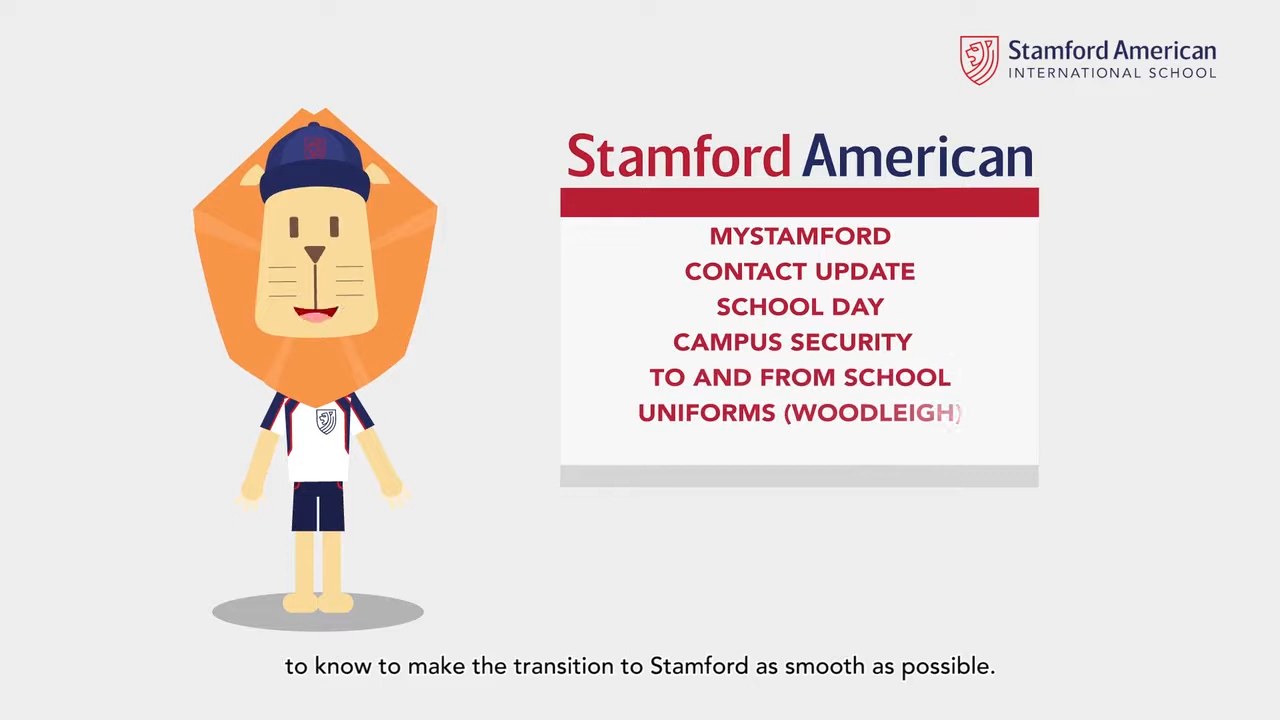 Stamford American
INTERNATIONAL SCHOOL
Stamford American
MYSTAMFORD
CONTACT UPDATE
SCHOOL DAY
CAMPUS SECURITY
TO AND FROM SCHOOL
UNIFORMS (WOODLEIGH)
to know to make the transition to Stamford as smooth as possible.